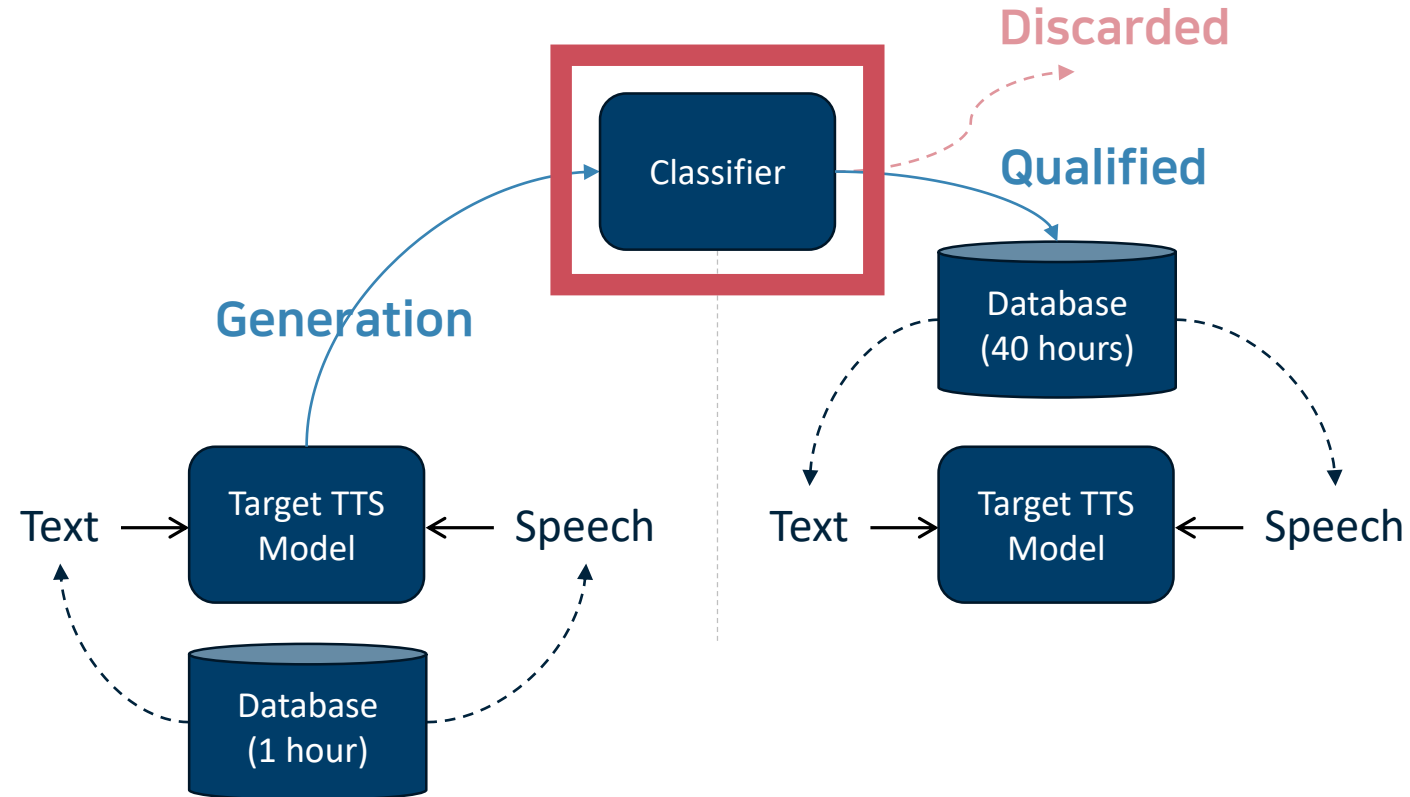 Discarded
Classifier
Qualified
Generation
Database
(40 hours)
Text
Target TTS
Model
Speech
Text
Target TTS
Model
Speech
Database
(1 hour)